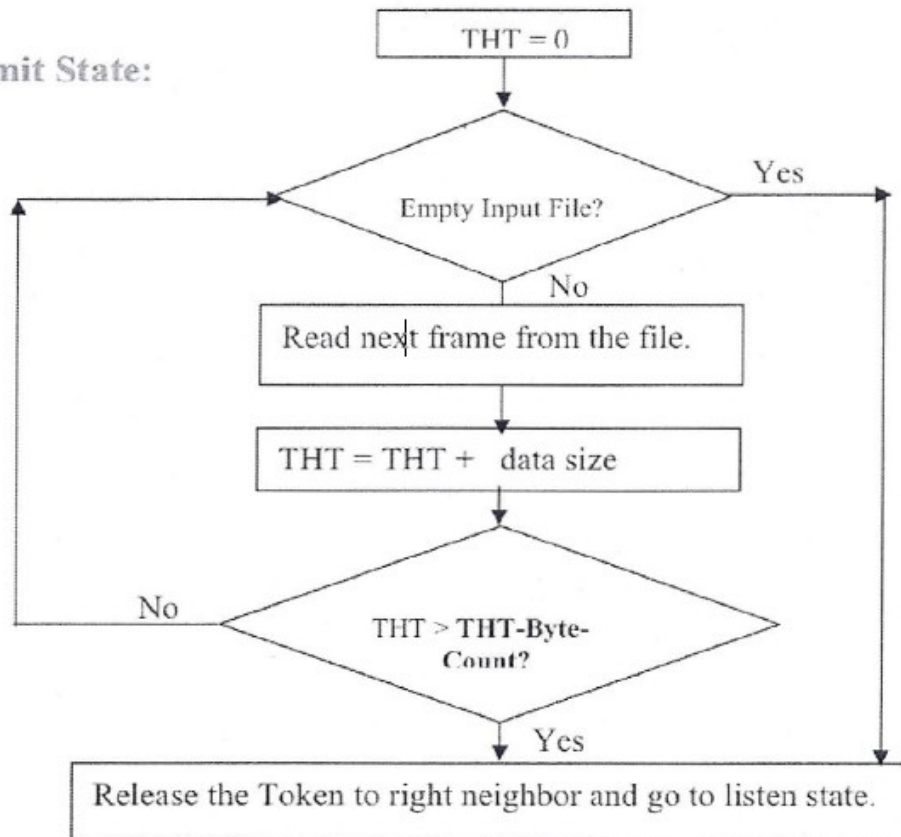 THT = 0
mit State:
Yes
Empty Input File?
No
Read next frame from the file.
THT = THT + data size
No
THT > THT-Byte-
Count?
Yes
Release the Token to right neighbor and go to listen state.